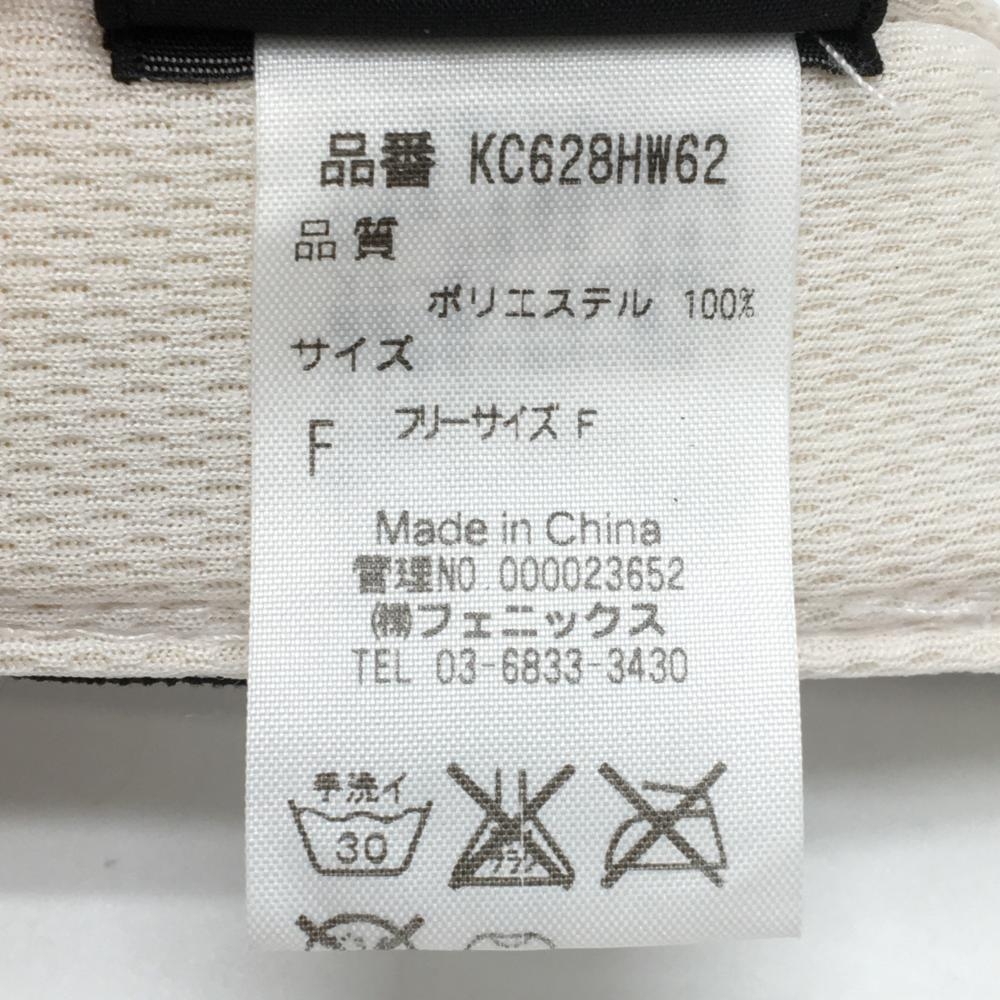 品番 KC628HW62
品質
ポリエステル 100%
サイズ
F フリーサイズ F
Made in China
管理NO.000023652
㈱フェニックス
TEL 03-6833-3430
手洗イ
30